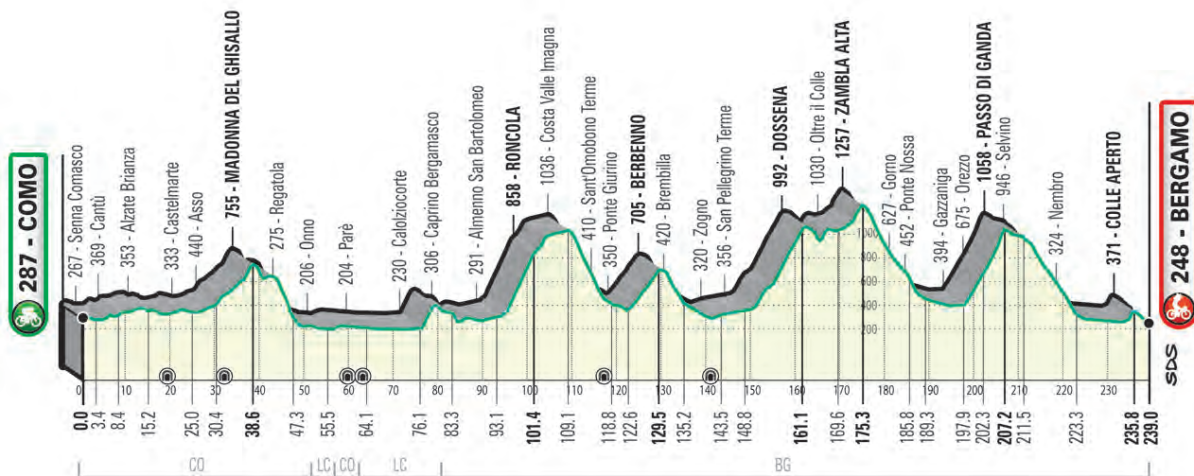 287 - COMO
267 - Senna Comasco
369 - Cantù
353 - Alzate Brianza
333 - Castelmarte
440 - Asso
755 - MADONNA DEL GHISALLO
275 - Regatola
206 - Onno
204 - Parè
230 - Calolziocorte
306 - Caprino Bergamasco
291 - Almenno San Bartolomeo
858 - RONCOLA
1036 - Costa Valle Imagna
410 - Sant'Omobono Terme
350 - Ponte Giurino
705 - BERBENNO
420 - Brembilla
320 - Zogno
356 - San Pellegrino Terme
992 - DOSSENA
1030 - Oltre il Colle
1257 - ZAMBLA ALTA
627 - Gorno
452 - Ponte Nossa
394 - Gazzaniga
675 - Orezzo
1058 - PASSO DI GANDA
946 - Selvino
324 - Nembro
371 - COLLE APERTO
248 - BERGAMO
SDS
1000
800
600
400
200
0 10 20 30 40 50 60 70 80 90 100 110 120 130 140 150 160 170 180 190 200 210 220 230
0.0 3.4 8.4 15.2 25.0 30.4 38.6 47.3 55.5 64.1 76.1 83.3 93.1 101.4 109.1 118.8 122.6 129.5 135.2 143.5 148.8 161.1 169.6 175.3 185.8 189.3 197.9 202.3 207.2 211.5 223.3 235.8 239.0
CO LC CO LC BG